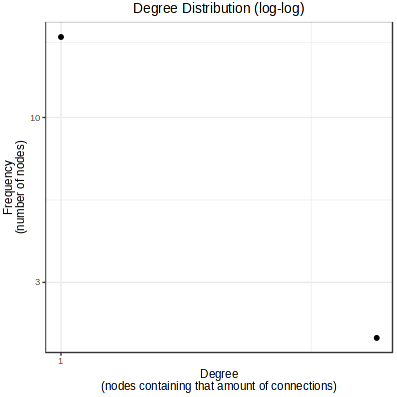 Degree Distribution (log-log)
Frequency
(number of nodes)
10
3
1
Degree
(nodes containing that amount of connections)